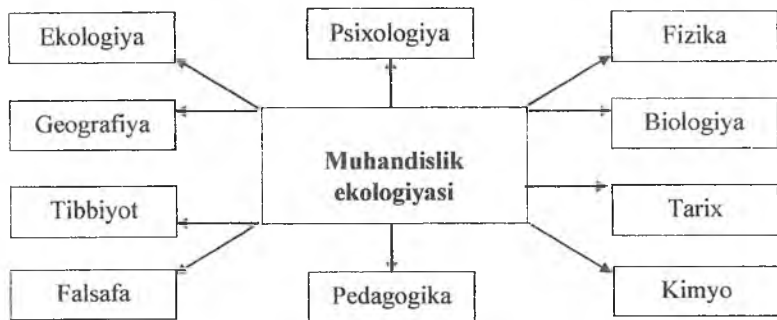 Ekologiya
Psixologiya
Fizika
Geografiya
Biologiya
Muhandislik
ekologiyasi
Tibbiyot
Tarix
Falsafa
Pedagogika
Kimyo